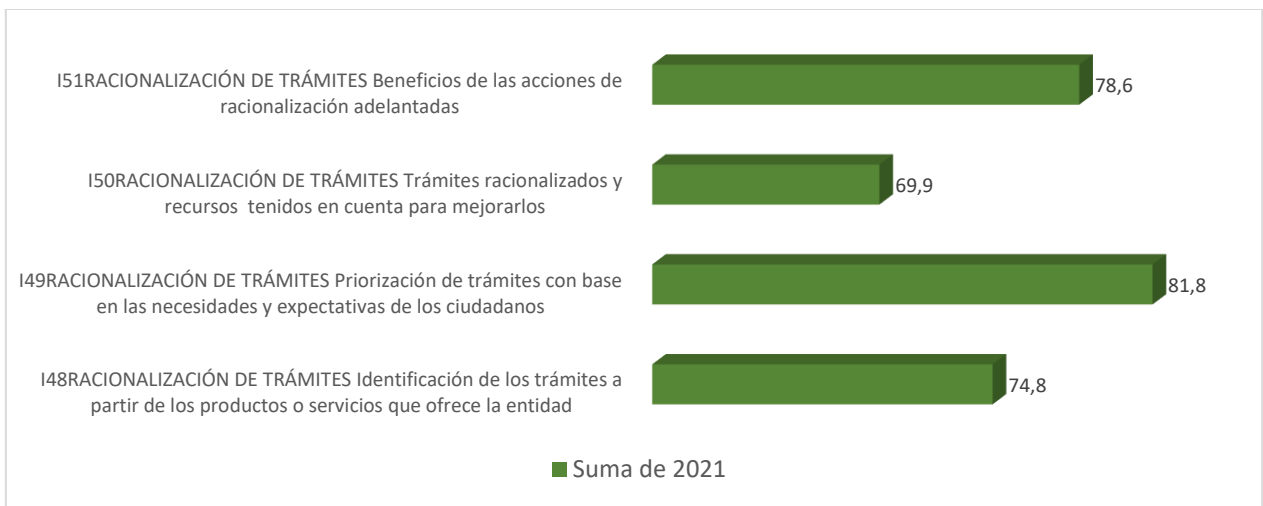 I51RACIONALIZACIÓN DE TRÁMITES Beneficios de las acciones de
racionalización adelantadas
78,6
I50RACIONALIZACIÓN DE TRÁMITES Trámites racionalizados y
recursos  tenidos en cuenta para mejorarlos
69,9
I49RACIONALIZACIÓN DE TRÁMITES Priorización de trámites con base
en las necesidades y expectativas de los ciudadanos
81,8
I48RACIONALIZACIÓN DE TRÁMITES Identificación de los trámites a
partir de los productos o servicios que ofrece la entidad
74,8
Suma de 2021